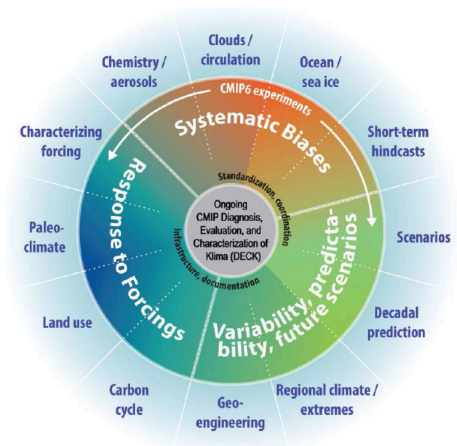 Clouds /
circulation
Ocean /
sea ice
Short-term
hindcasts
Scenarios
Decadal
prediction
Regional climate /
extremes
Geo-
engineering
Carbon
cycle
Land use
Paleo-
climate
Characterizing
forcing
Chemistry /
aerosols
CMIP6 experiments
Systematic Biases
Variability, predicta-
bility, future scenarios
Response to Forcings
Standardization, coordination
Infrastructure, documentation
Ongoing
CMIP Diagnosis,
Evaluation, and
Characterization of
Klima (DECK)